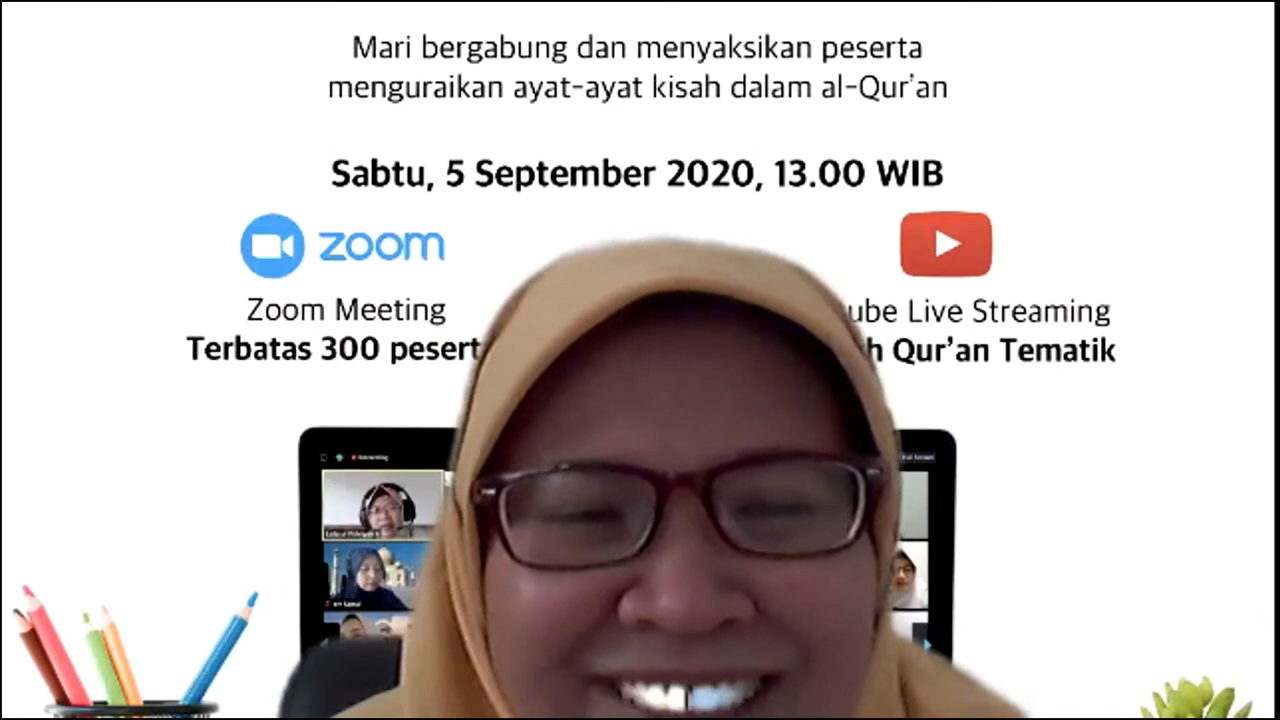 Mari bergabung dan menyaksikan peserta
menguraikan ayat-ayat kisah dalam al-Qur'an
Sabtu, 5 September 2020, 13.00 WIB
zoom
Zoom Meeting
Terbatas 300 pesert
ube Live Streaming
h Qur'an Tematik